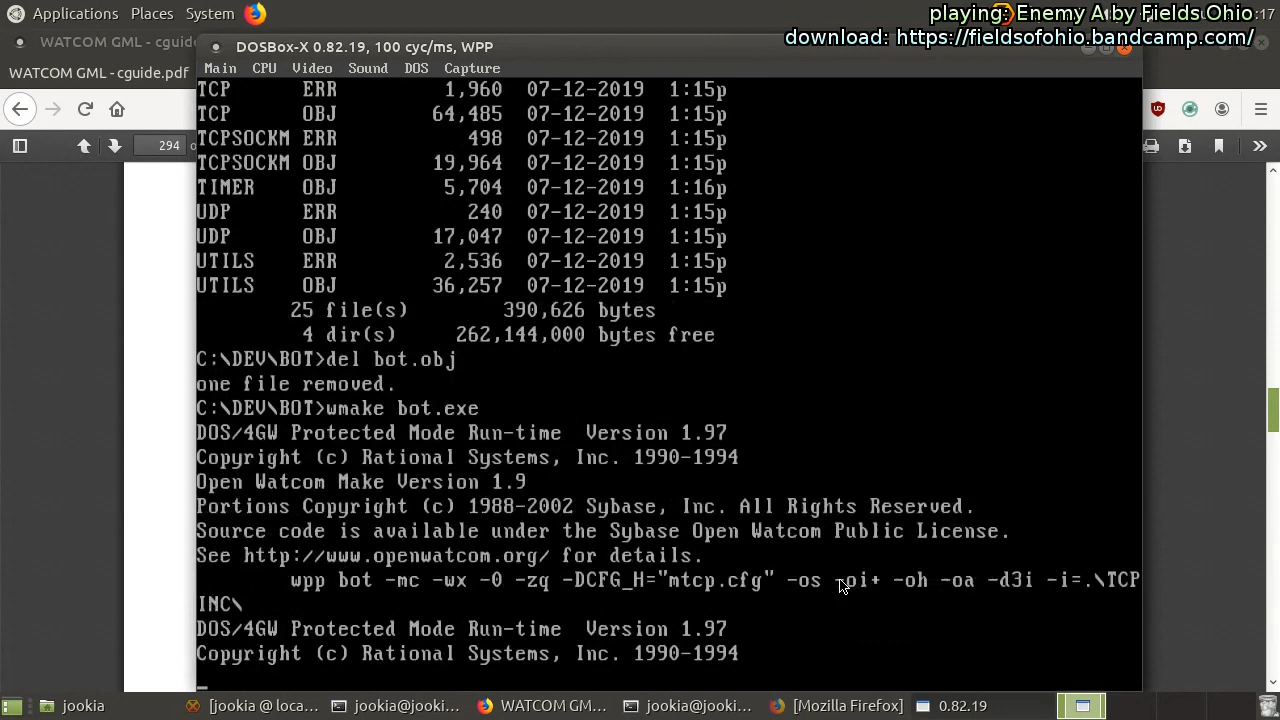 Applications Places System
:17
playing: Enemy A by Fields Ohio
download: https://fieldsofohio.bandcamp.com/
WATCOM GML - cguide
DOSBox-X 0.82.19, 100 cyc/ms, WPP
WATCOM GML - cguide.pdf
Main CPU Video Sound DOS Capture
294 o
TCP ERR 1,960 07-12-2019 1:15p
TCP OBJ 64,485 07-12-2019 1:15p
TCPSOCKM ERR 498 07-12-2019 1:15p
TCPSOCKM OBJ 19,964 07-12-2019 1:15p
TIMER OBJ 5,704 07-12-2019 1:16p
UDP ERR 240 07-12-2019 1:15p
UDP OBJ 17,047 07-12-2019 1:15p
UTILS ERR 2,536 07-12-2019 1:15p
UTILS OBJ 36,257 07-12-2019 1:15p
25 file(s) 390,626 bytes
4 dir(s) 262,144,000 bytes free
C:\DEV\BOT>del bot.obj
one file removed.
C:\DEV\BOT>wmake bot.exe
DOS/4GW Protected Mode Run-time Version 1.97
Copyright (c) Rational Systems, Inc. 1990-1994
Open Watcom Make Version 1.9
Portions Copyright (c) 1988-2002 Sybase, Inc. All Rights Reserved.
Source code is available under the Sybase Open Watcom Public License.
See http://www.openwatcom.org/ for details.
wpp bot -mc -wx -0 -zq -DCFG_H="mtcp.cfg" -os -oi+ -oh -oa -d3i -i=.\TCP
INC\
DOS/4GW Protected Mode Run-time Version 1.97
Copyright (c) Rational Systems, Inc. 1990-1994
jookia
[jookia @ loca...
jookia@jooki...
WATCOM GM...
jookia@jooki...
[Mozilla Firefox]
0.82.19